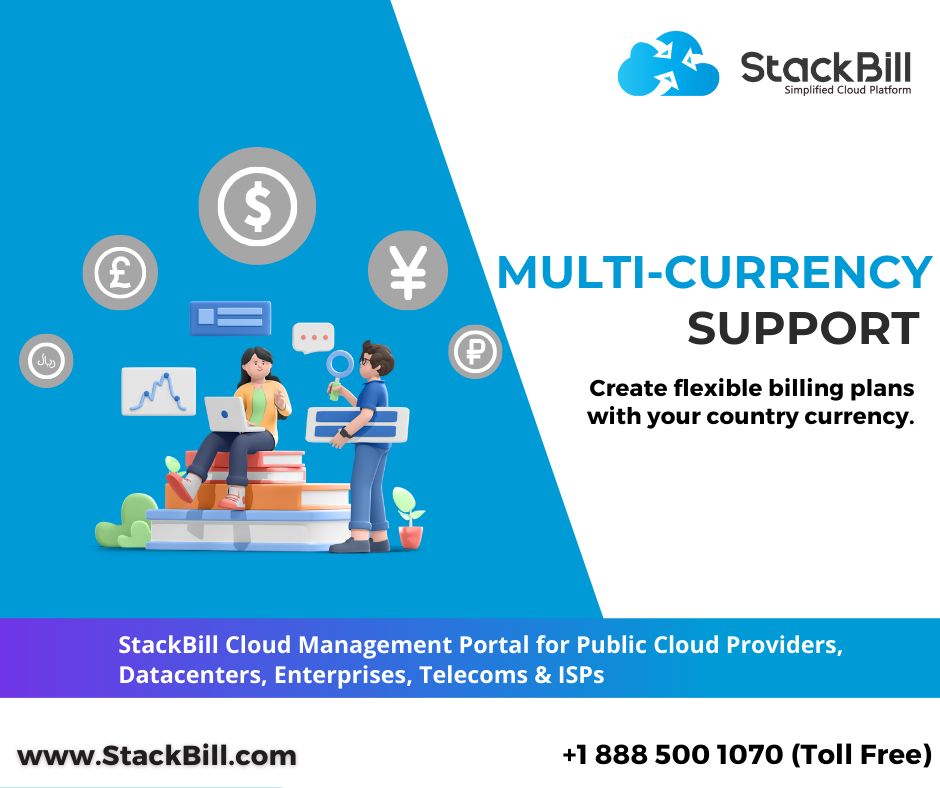 StackBill
Simplified Cloud Platform
$
£
¥
₽
ریال
MULTI-CURRENCY
SUPPORT
Create flexible billing plans
with your country currency.
StackBill Cloud Management Portal for Public Cloud Providers,
Datacenters, Enterprises, Telecoms & ISPs
www.StackBill.com
+1 888 500 1070 (Toll Free)